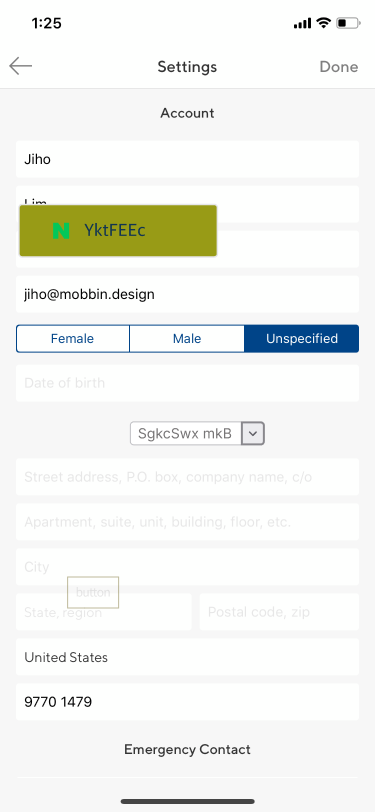 1:25
Settings
Done
Account
Jiho
Lim
N YktFEEc
jiho@mobbin.design
Female
Male
Unspecified
Date of birth
SgkcSwx mkB
Street address, P.O. box, company name, c/o
Apartment, suite, unit, building, floor, etc.
City
button
State, region
Postal code, zip
United States
9770 1479
Emergency Contact